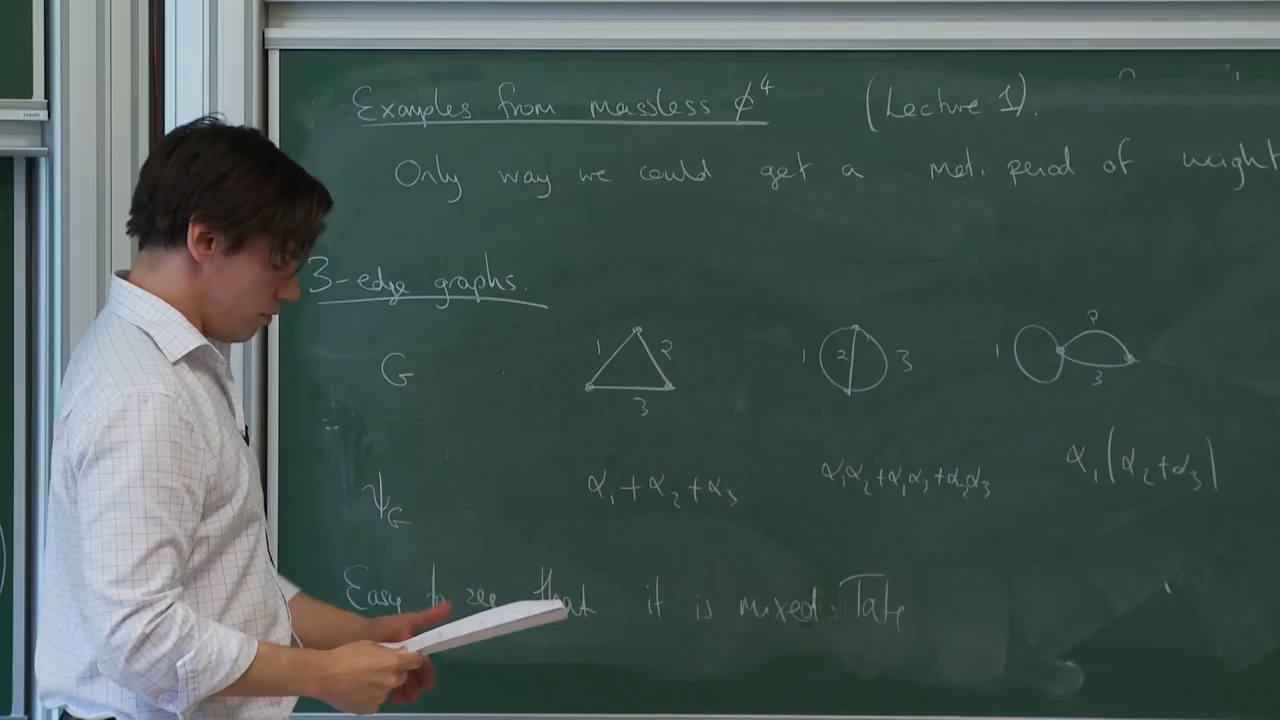 Examples from massless ϕ⁴ (Lecture 1).
Only way we could get a mot. period of weight
3-edge graphs.
G 1 2 3 1 2 3 1 2 3
ψ_G α₁+α₂+α₃ α₁α₂+α₁α₃+α₂α₃ α₁(α₂+α₃)
Easy to see that it is mixed Tate